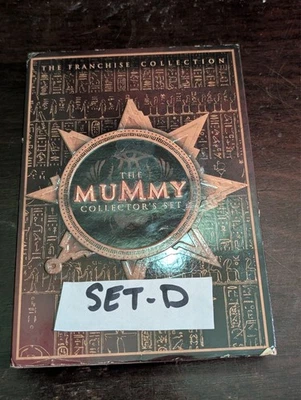 THE FRANCHISE COLLECTION
THE
MUMMY
COLLECTOR'S SET
SET-D